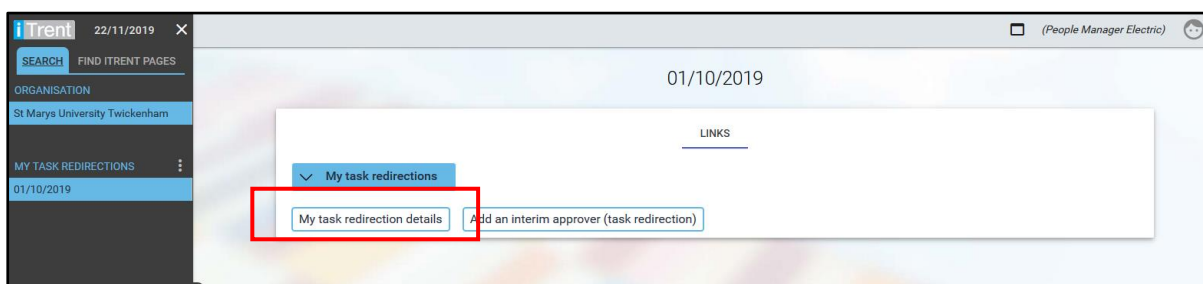 iTrent 22/11/2019 ×
(People Manager Electric)
SEARCH FIND ITRENT PAGES
ORGANISATION
St Marys University Twickenham
MY TASK REDIRECTIONS
01/10/2019
01/10/2019
LINKS
My task redirections
My task redirection details
Add an interim approver (task redirection)